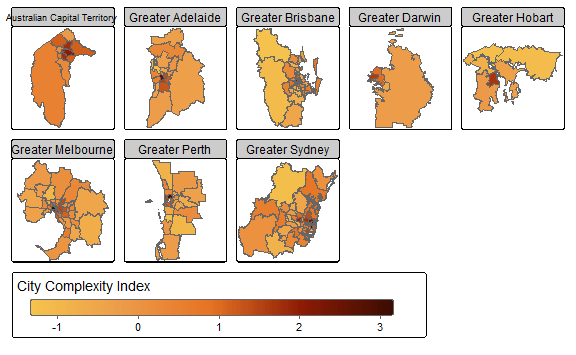 Australian Capital Territory
Greater Adelaide
Greater Brisbane
Greater Darwin
Greater Hobart
Greater Melbourne
Greater Perth
Greater Sydney
City Complexity Index
-1 0 1 2 3